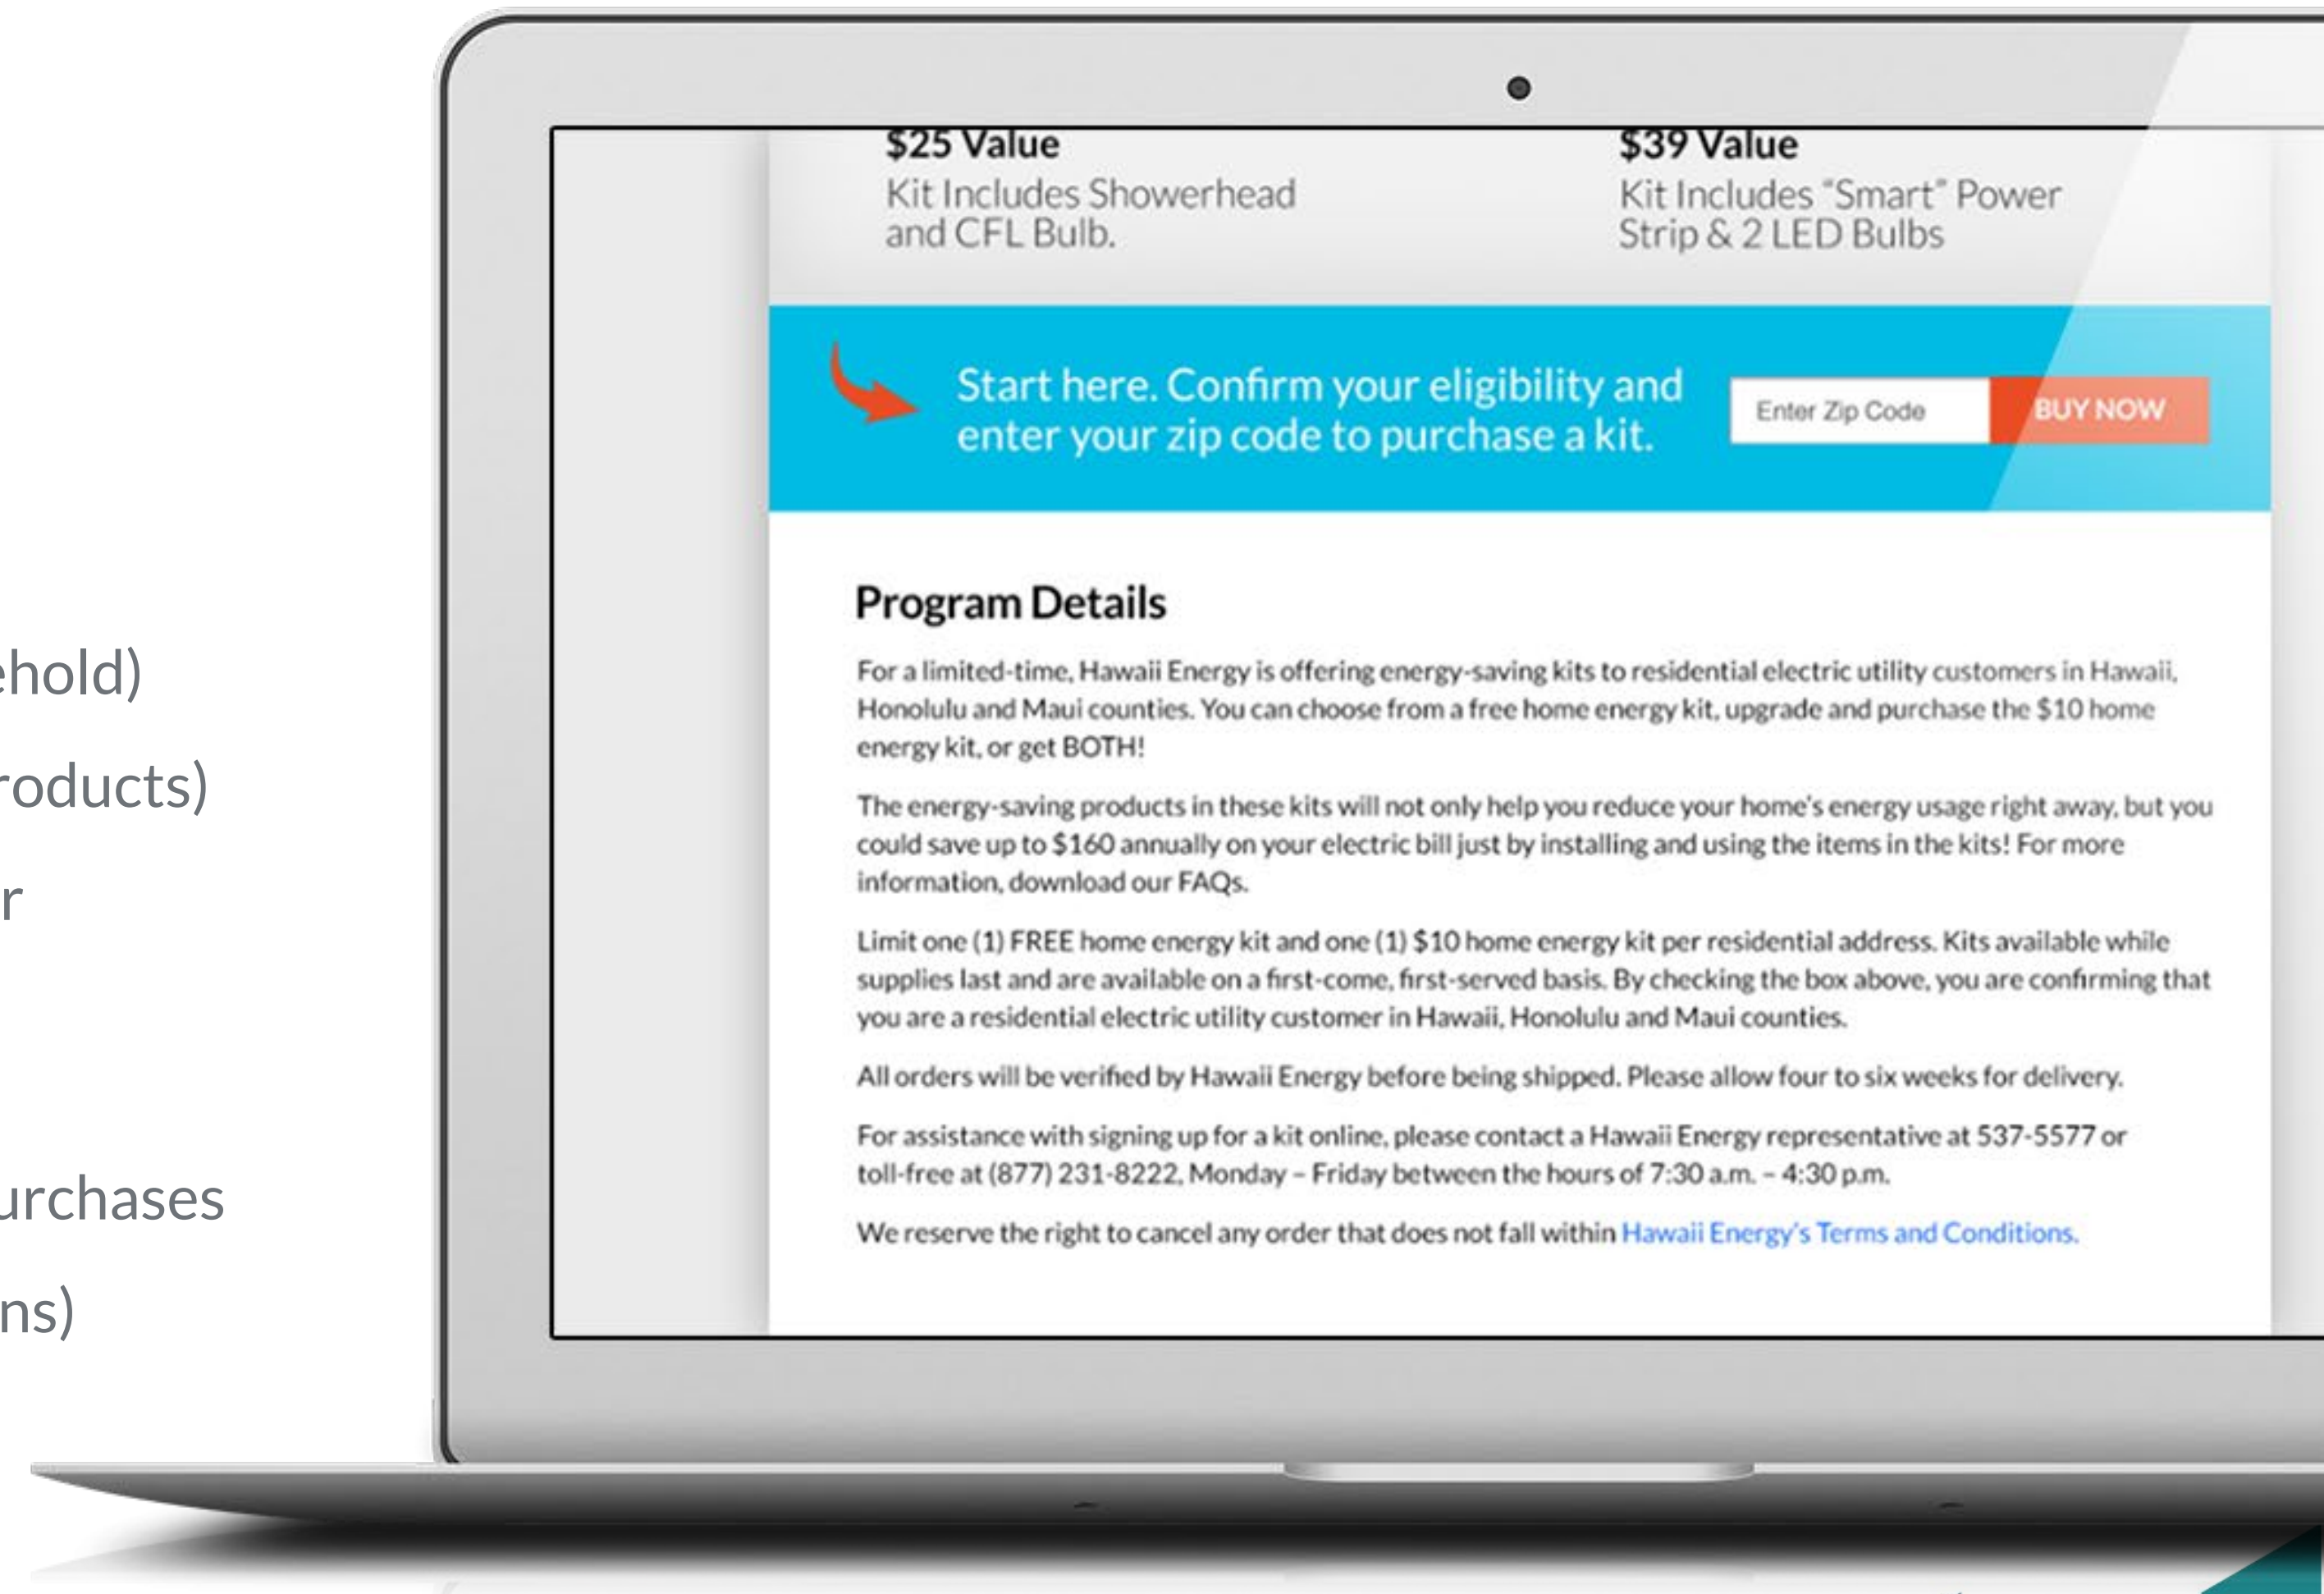 ehold)
roducts)
r
urchases
ns)
$25 Value
Kit Includes Showerhead
and CFL Bulb.
$39 Value
Kit Includes “Smart” Power
Strip & 2 LED Bulbs
Start here. Confirm your eligibility and
enter your zip code to purchase a kit.
Enter Zip Code
BUY NOW
Program Details
For a limited-time, Hawaii Energy is offering energy-saving kits to residential electric utility customers in Hawaii,
Honolulu and Maui counties. You can choose from a free home energy kit, upgrade and purchase the $10 home
energy kit, or get BOTH!
The energy-saving products in these kits will not only help you reduce your home's energy usage right away, but you
could save up to $160 annually on your electric bill just by installing and using the items in the kits! For more
information, download our FAQs.
Limit one (1) FREE home energy kit and one (1) $10 home energy kit per residential address. Kits available while
supplies last and are available on a first-come, first-served basis. By checking the box above, you are confirming that
you are a residential electric utility customer in Hawaii, Honolulu and Maui counties.
All orders will be verified by Hawaii Energy before being shipped. Please allow four to six weeks for delivery.
For assistance with signing up for a kit online, please contact a Hawaii Energy representative at 537-5577 or
toll-free at (877) 231-8222, Monday – Friday between the hours of 7:30 a.m. – 4:30 p.m.
We reserve the right to cancel any order that does not fall within Hawaii Energy's Terms and Conditions.